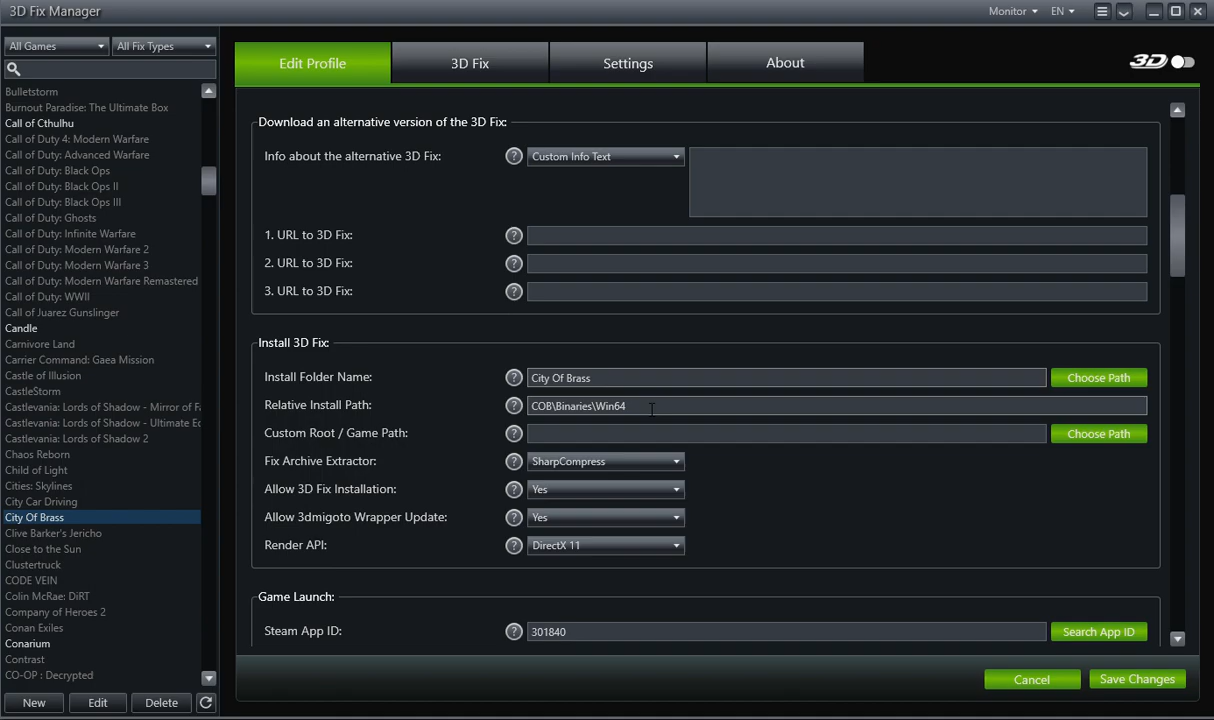 3D Fix Manager
Monitor EN
All Games All Fix Types
Edit Profile 3D Fix Settings About 3D
Bulletstorm
Burnout Paradise: The Ultimate Box
Call of Cthulhu
Call of Duty 4: Modern Warfare
Call of Duty: Advanced Warfare
Call of Duty: Black Ops
Call of Duty: Black Ops II
Call of Duty: Black Ops III
Call of Duty: Ghosts
Call of Duty: Infinite Warfare
Call of Duty: Modern Warfare 2
Call of Duty: Modern Warfare 3
Call of Duty: Modern Warfare Remastered
Call of Duty: WWII
Call of Juarez Gunslinger
Candle
Carnivore Land
Carrier Command: Gaea Mission
Castle of Illusion
CastleStorm
Castlevania: Lords of Shadow - Mirror of F
Castlevania: Lords of Shadow - Ultimate E
Castlevania: Lords of Shadow 2
Chaos Reborn
Child of Light
Cities: Skylines
City Car Driving
City Of Brass
Clive Barker's Jericho
Close to the Sun
Clustertruck
CODE VEIN
Colin McRae: DiRT
Company of Heroes 2
Conan Exiles
Conarium
Contrast
CO-OP : Decrypted
New Edit Delete
Download an alternative version of the 3D Fix:
Info about the alternative 3D Fix: ? Custom Info Text
1. URL to 3D Fix: ?
2. URL to 3D Fix: ?
3. URL to 3D Fix: ?
Install 3D Fix:
Install Folder Name: ? City Of Brass Choose Path
Relative Install Path: ? COB\Binaries\Win64
Custom Root / Game Path: ? Choose Path
Fix Archive Extractor: ? SharpCompress
Allow 3D Fix Installation: ? Yes
Allow 3dmigoto Wrapper Update: ? Yes
Render API: ? DirectX 11
Game Launch:
Steam App ID: ? 301840 Search App ID
Cancel Save Changes